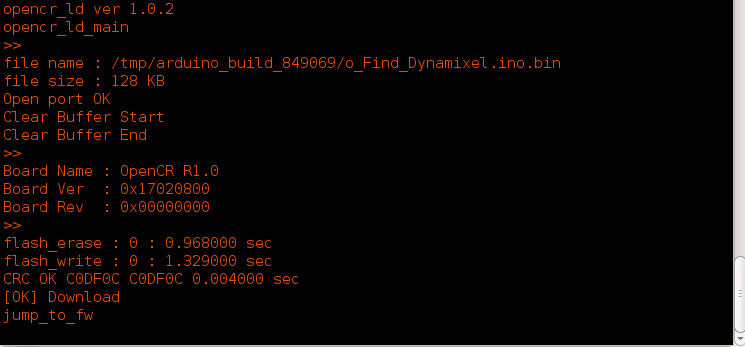 opencr_ld ver 1.0.2
opencr_ld_main
>>
file name : /tmp/arduino_build_849069/o_Find_Dynamixel.ino.bin
file size : 128 KB
Open port OK
Clear Buffer Start
Clear Buffer End
>>
Board Name : OpenCR R1.0
Board Ver  : 0x17020800
Board Rev  : 0x00000000
>>
flash_erase : 0 : 0.968000 sec
flash_write : 0 : 1.329000 sec
CRC OK C0DF0C C0DF0C 0.004000 sec
[OK] Download
jump_to_fw